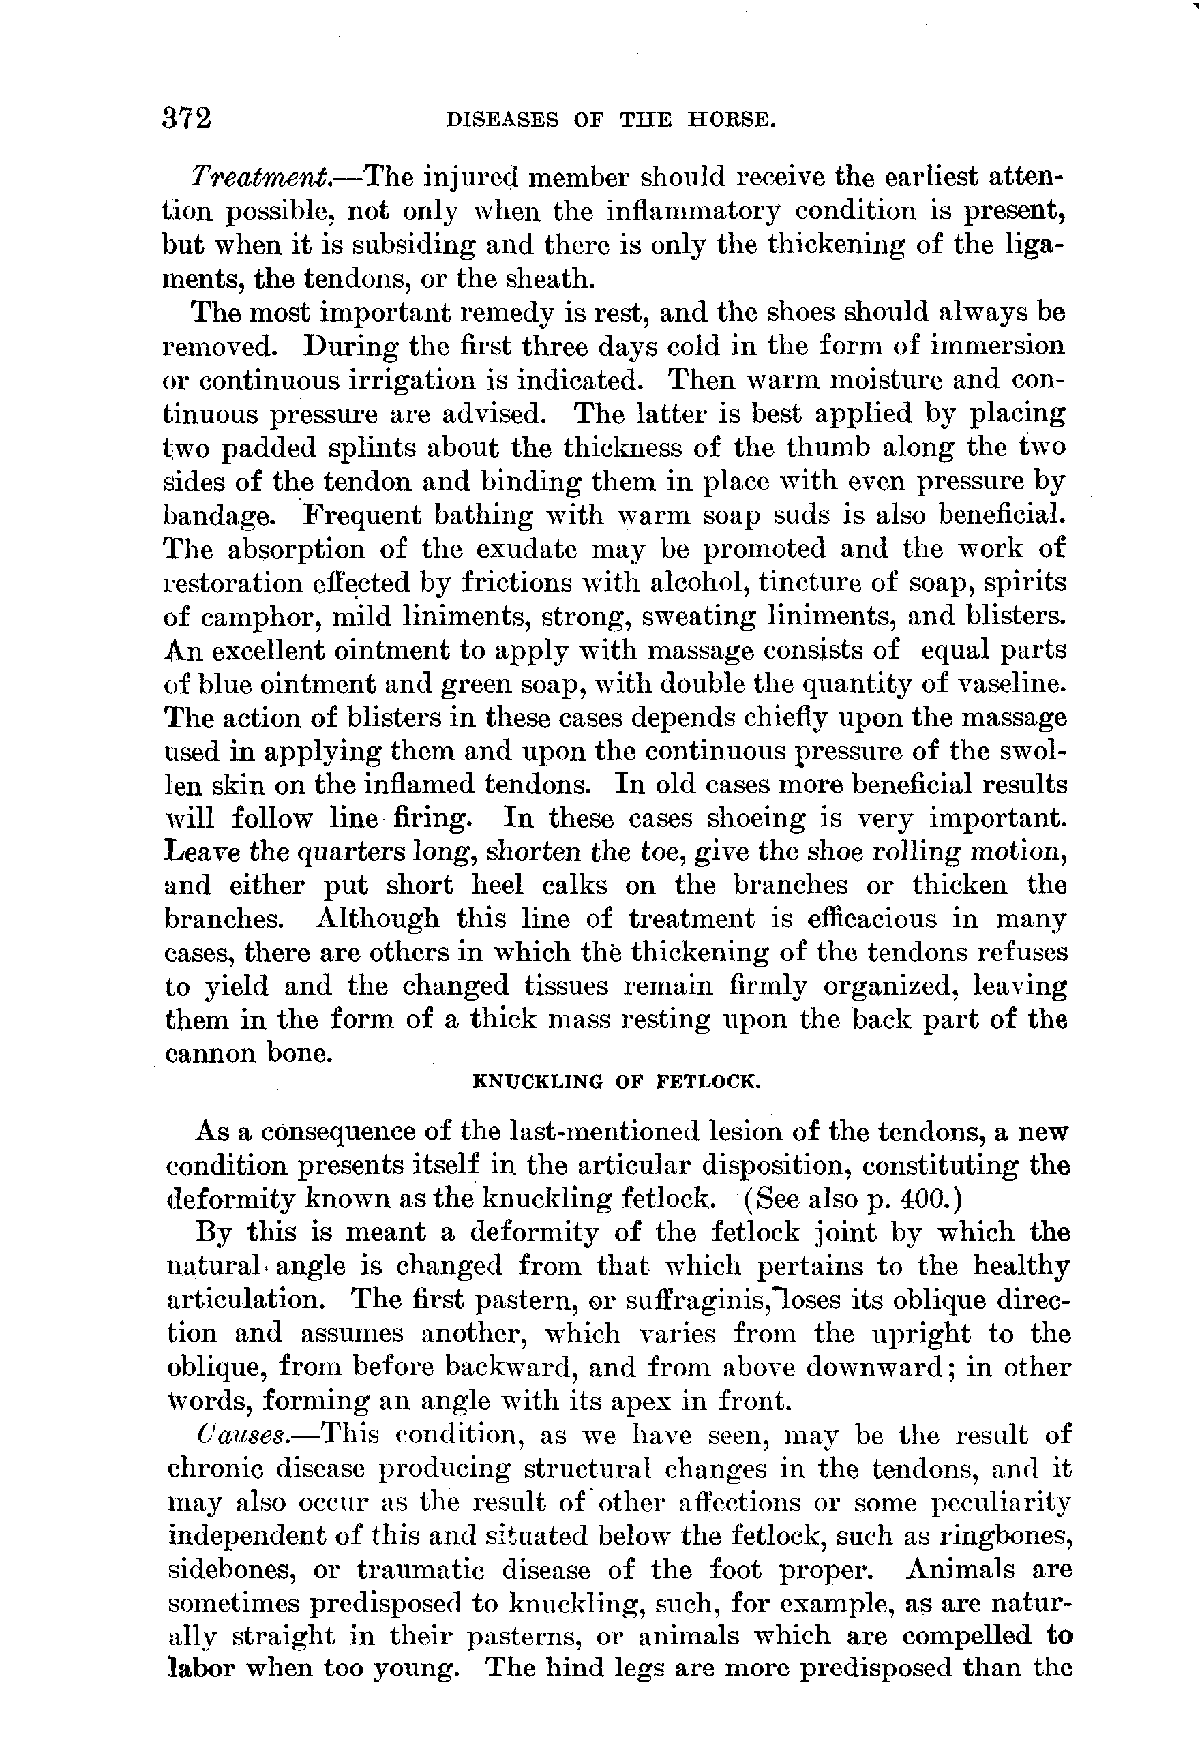 372 DISEASES OF THE HORSE.
Treatment.—The injured member should receive the earliest atten-
tion possible, not only when the inflammatory condition is present,
but when it is subsiding and there is only the thickening of the liga-
ments, the tendons, or the sheath.
The most important remedy is rest, and the shoes should always be
removed. During the first three days cold in the form of immersion
or continuous irrigation is indicated. Then warm moisture and con-
tinuous pressure are advised. The latter is best applied by placing
two padded splints about the thickness of the thumb along the two
sides of the tendon and binding them in place with even pressure by
bandage. Frequent bathing with warm soap suds is also beneficial.
The absorption of the exudate may be promoted and the work of
restoration effected by frictions with alcohol, tincture of soap, spirits
of camphor, mild liniments, strong, sweating liniments, and blisters.
An excellent ointment to apply with massage consists of equal parts
of blue ointment and green soap, with double the quantity of vaseline.
The action of blisters in these cases depends chiefly upon the massage
used in applying them and upon the continuous pressure of the swol-
len skin on the inflamed tendons. In old cases more beneficial results
will follow line firing. In these cases shoeing is very important.
Leave the quarters long, shorten the toe, give the shoe rolling motion,
and either put short heel calks on the branches or thicken the
branches. Although this line of treatment is efficacious in many
cases, there are others in which the thickening of the tendons refuses
to yield and the changed tissues remain firmly organized, leaving
them in the form of a thick mass resting upon the back part of the
cannon bone.
KNUCKLING OF FETLOCK.
As a consequence of the last-mentioned lesion of the tendons, a new
condition presents itself in the articular disposition, constituting the
deformity known as the knuckling fetlock. (See also p. 400.)
By this is meant a deformity of the fetlock joint by which the
natural angle is changed from that which pertains to the healthy
articulation. The first pastern, or suffraginis, loses its oblique direc-
tion and assumes another, which varies from the upright to the
oblique, from before backward, and from above downward; in other
words, forming an angle with its apex in front.
Causes.—This condition, as we have seen, may be the result of
chronic disease producing structural changes in the tendons, and it
may also occur as the result of other affections or some peculiarity
independent of this and situated below the fetlock, such as ringbones,
sidebones, or traumatic disease of the foot proper. Animals are
sometimes predisposed to knuckling, such, for example, as are natur-
ally straight in their pasterns, or animals which are compelled to
labor when too young. The hind legs are more predisposed than the